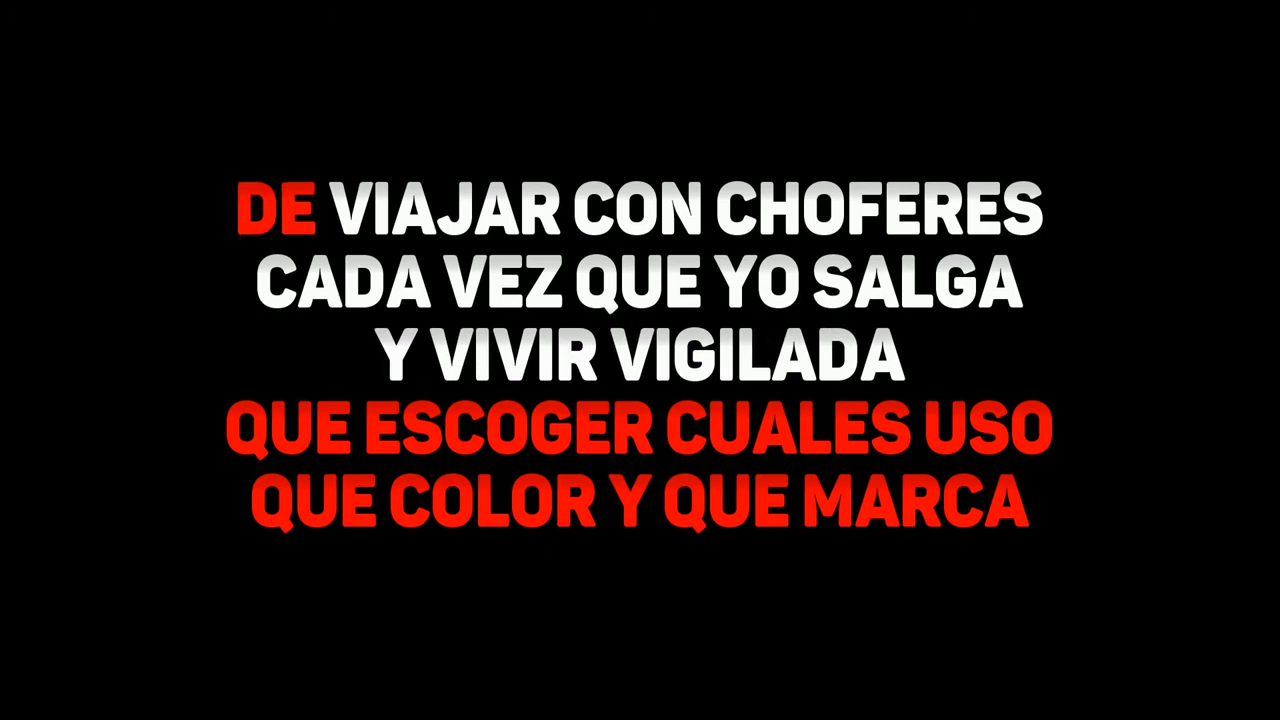 DE VIAJAR CON CHOFERES
CADA VEZ QUE YO SALGA
Y VIVIR VIGILADA
QUE ESCOGER CUALES USO
QUE COLOR Y QUE MARCA